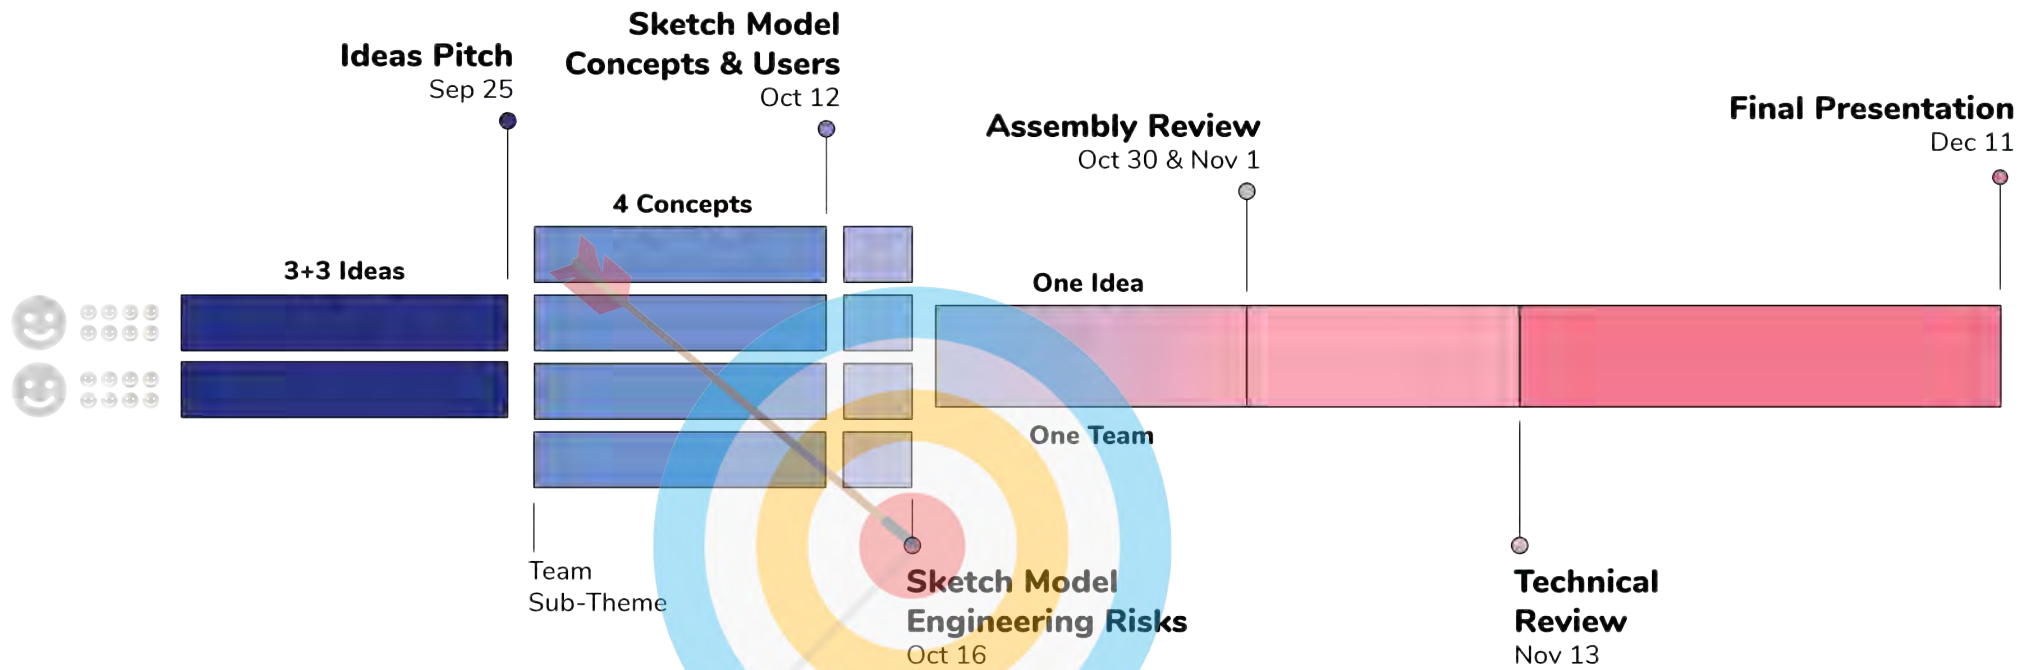 Sketch Model
Concepts & Users
Oct 12
Ideas Pitch
Sep 25
Final Presentation
Dec 11
Assembly Review
Oct 30 & Nov 1
4 Concepts
3+3 Ideas
One Idea
One Team
Team
Sub-Theme
Sketch Model
Engineering Risks
Oct 16
Technical
Review
Nov 13